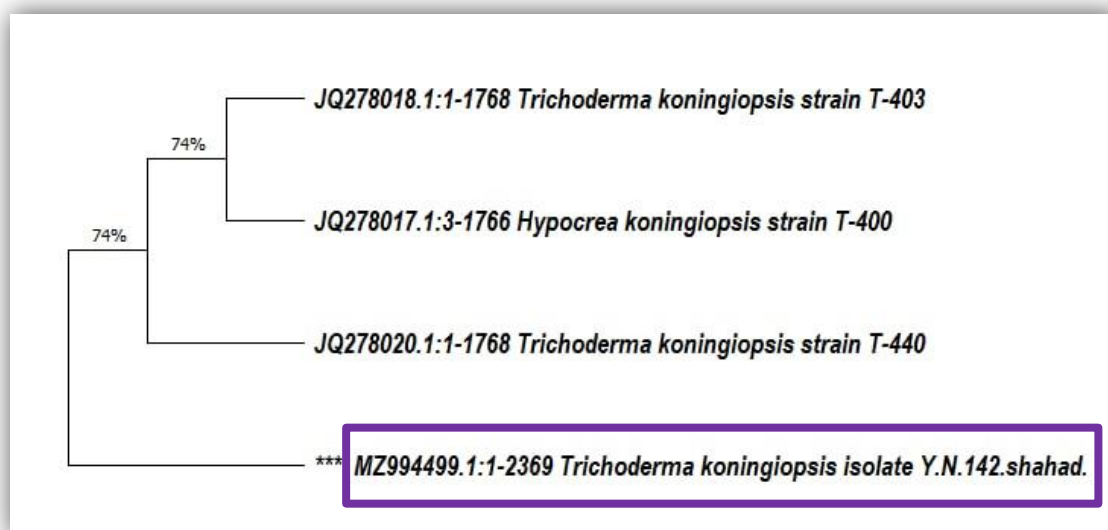 JQ278018.1:1-1768 Trichoderma koningiopsis strain T-403
74%
JQ278017.1:3-1766 Hypocrea koningiopsis strain T-400
74%
JQ278020.1:1-1768 Trichoderma koningiopsis strain T-440
*** MZ994499.1:1-2369 Trichoderma koningiopsis isolate Y.N.142.shahad.